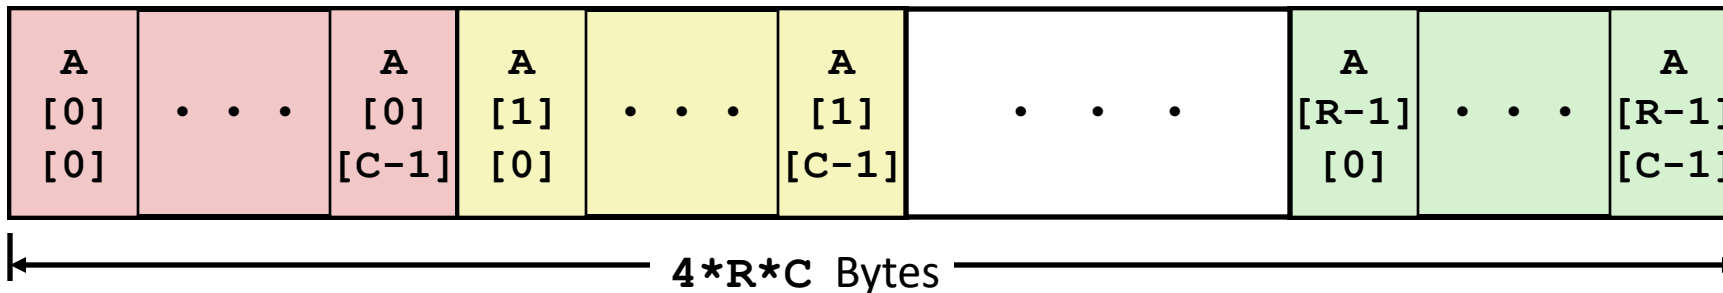 A A A A A A
[0] • • • [0] [1] • • • [1] • • • [R-1] • • • [R-1]
[0] [C-1] [0] [C-1] [0] [C-1]
4*R*C Bytes